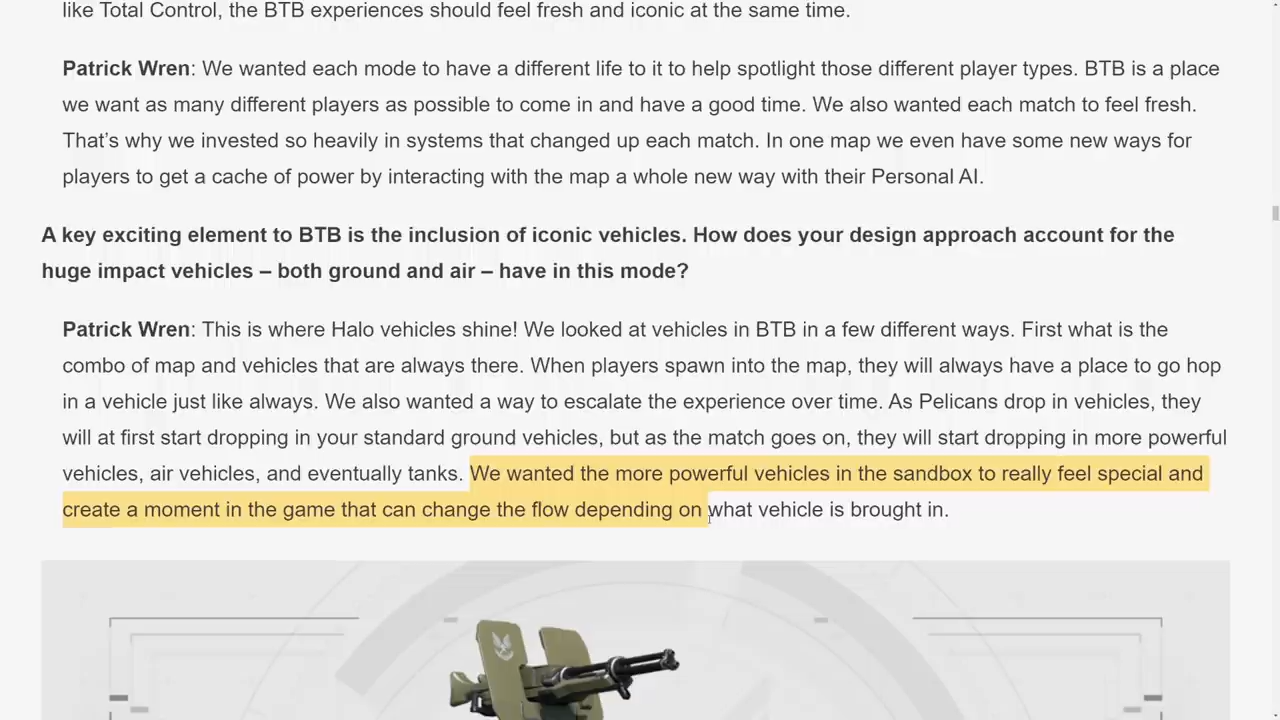 like Total Control, the BTB experiences should feel fresh and iconic at the same time.
Patrick Wren: We wanted each mode to have a different life to it to help spotlight those different player types. BTB is a place
we want as many different players as possible to come in and have a good time. We also wanted each match to feel fresh.
That’s why we invested so heavily in systems that changed up each match. In one map we even have some new ways for
players to get a cache of power by interacting with the map a whole new way with their Personal AI.
A key exciting element to BTB is the inclusion of iconic vehicles. How does your design approach account for the
huge impact vehicles – both ground and air – have in this mode?
Patrick Wren: This is where Halo vehicles shine! We looked at vehicles in BTB in a few different ways. First what is the
combo of map and vehicles that are always there. When players spawn into the map, they will always have a place to go hop
in a vehicle just like always. We also wanted a way to escalate the experience over time. As Pelicans drop in vehicles, they
will at first start dropping in your standard ground vehicles, but as the match goes on, they will start dropping in more powerful
vehicles, air vehicles, and eventually tanks. We wanted the more powerful vehicles in the sandbox to really feel special and
create a moment in the game that can change the flow depending on what vehicle is brought in.